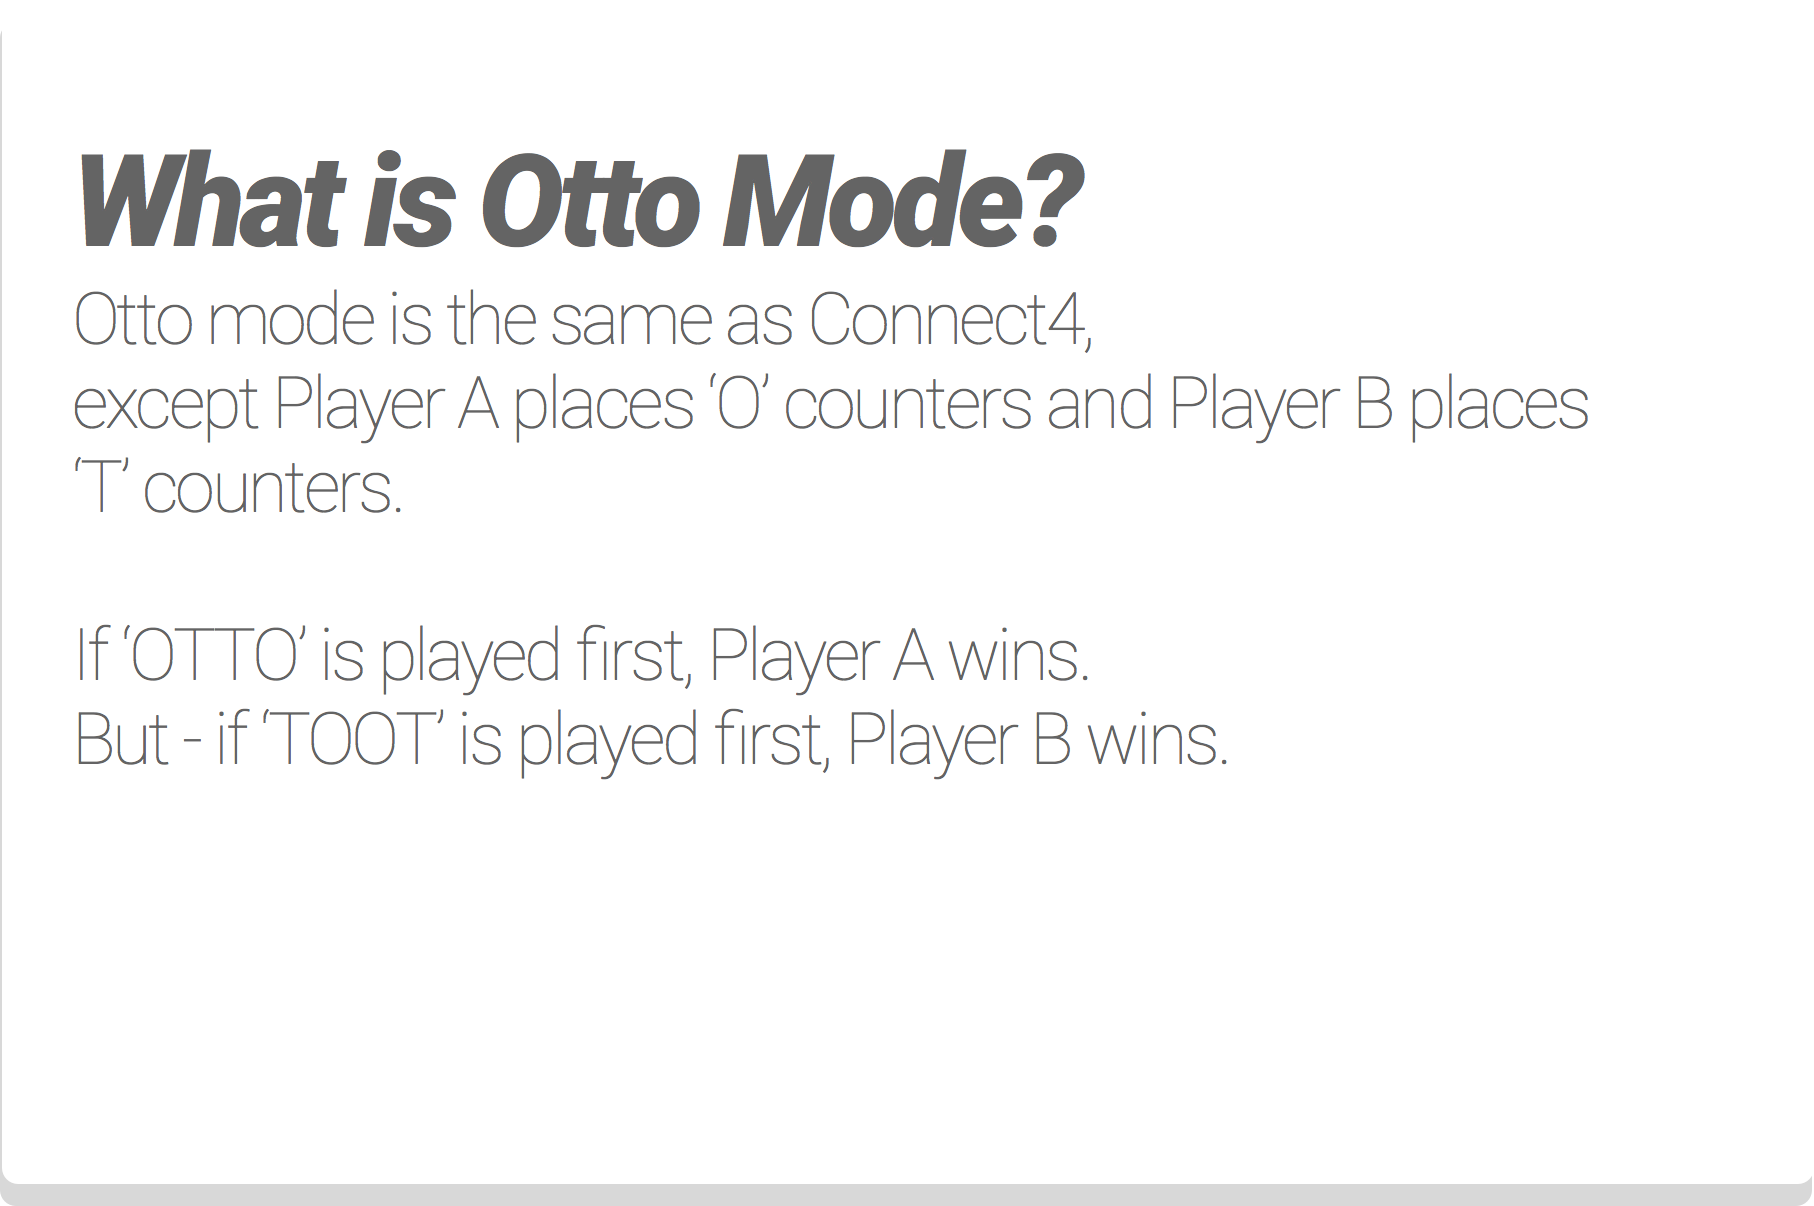 What is Otto Mode?
Otto mode is the same as Connect4,
except Player A places ‘O’ counters and Player B places
‘T’ counters.
If ‘OTTO’ is played first, Player A wins.
But - if ‘TOOT’ is played first, Player B wins.